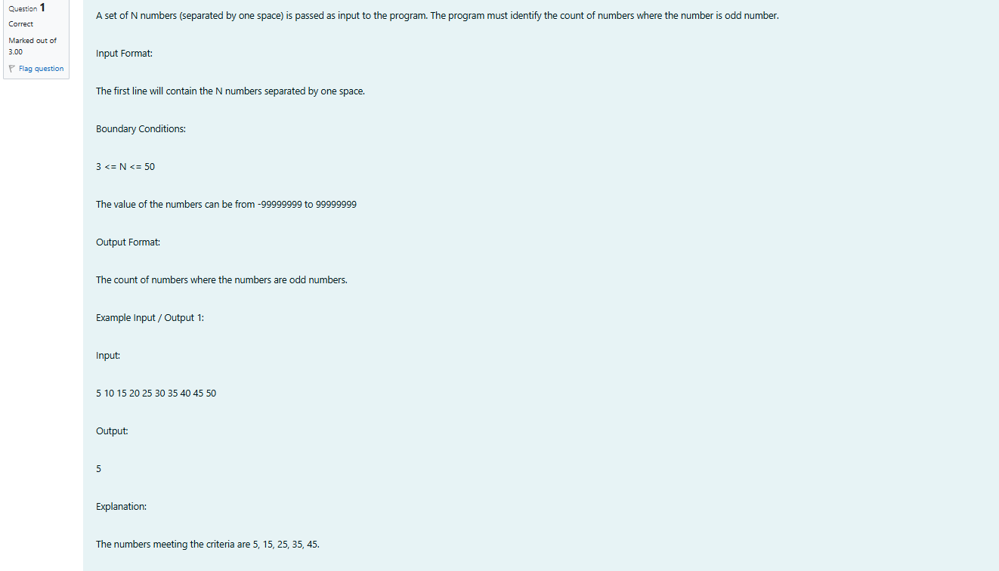 Question 1
Correct
Marked out of
3.00
Flag question
A set of N numbers (separated by one space) is passed as input to the program. The program must identify the count of numbers where the number is odd number.
Input Format:
The first line will contain the N numbers separated by one space.
Boundary Conditions:
3 <= N <= 50
The value of the numbers can be from -99999999 to 99999999
Output Format:
The count of numbers where the numbers are odd numbers.
Example Input / Output 1:
Input:
5 10 15 20 25 30 35 40 45 50
Output:
5
Explanation:
The numbers meeting the criteria are 5, 15, 25, 35, 45.